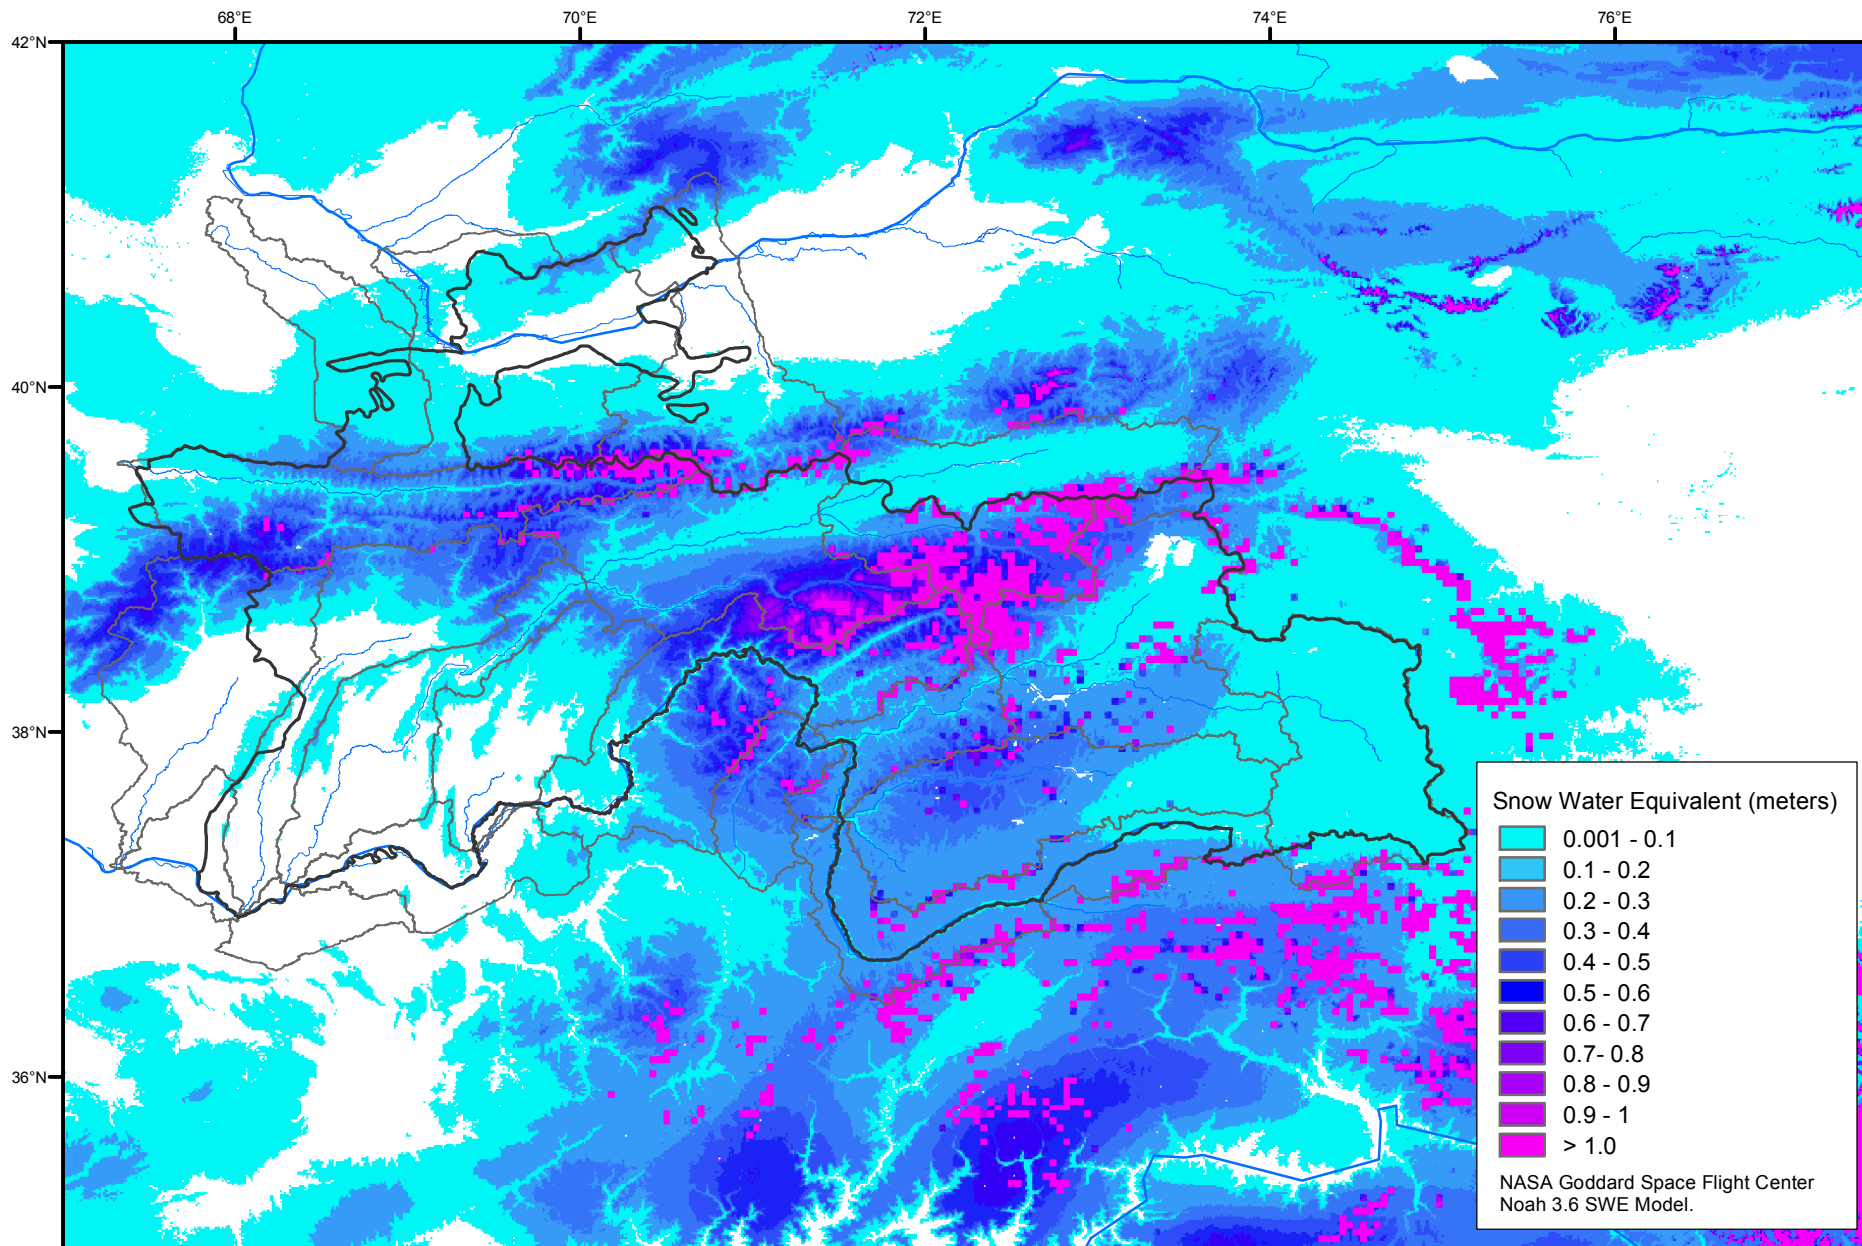 68°E
70°E
72°E
74°E
76°E
42°N
40°N
38°N
36°N
Snow Water Equivalent (meters)
0.001 - 0.1
0.1 - 0.2
0.2 - 0.3
0.3 - 0.4
0.4 - 0.5
0.5 - 0.6
0.6 - 0.7
0.7- 0.8
0.8 - 0.9
0.9 - 1
> 1.0
NASA Goddard Space Flight Center
Noah 3.6 SWE Model.